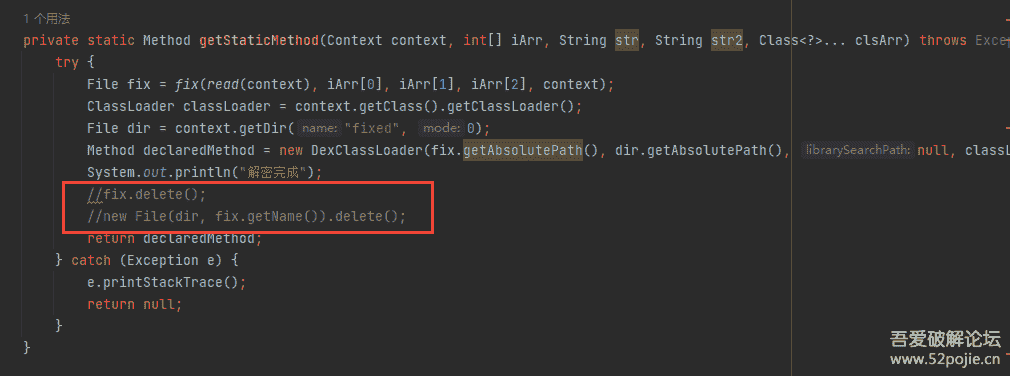 1 个用法
private static Method getStaticMethod(Context context, int[] iArr, String str, String str2, Class<?>... clsArr) throws Excep
try {
File fix = fix(read(context), iArr[0], iArr[1], iArr[2], context);
ClassLoader classLoader = context.getClass().getClassLoader();
File dir = context.getDir( name: "fixed", mode: 0);
Method declaredMethod = new DexClassLoader(fix.getAbsolutePath(), dir.getAbsolutePath(), librarySearchPath: null, classL
System.out.println("解密完成");
//fix.delete();
//new File(dir, fix.getName()).delete();
return declaredMethod;
} catch (Exception e) {
e.printStackTrace();
return null;
}
}
吾爱破解论坛
www.52pojie.cn